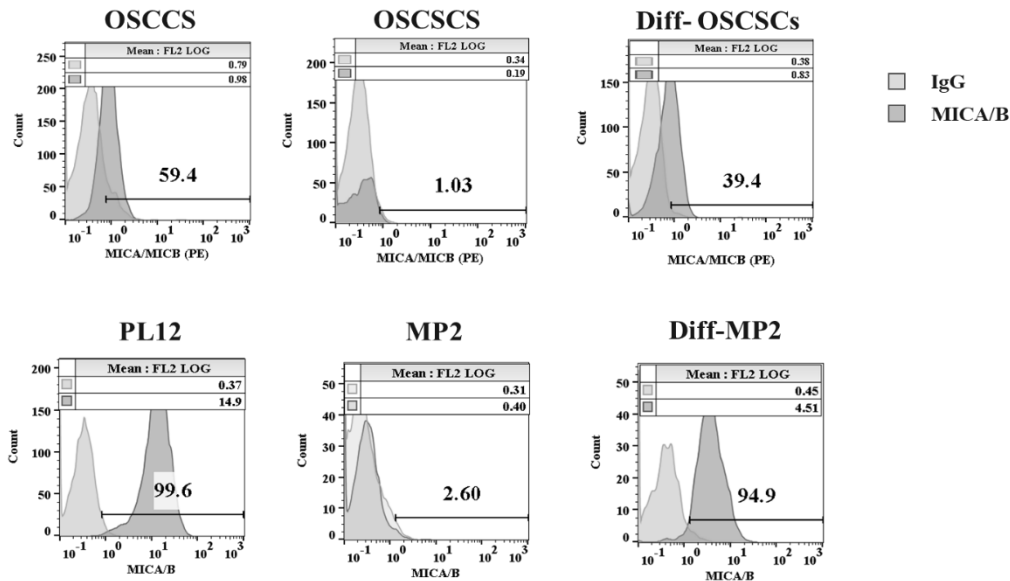 OSCCS
Mean : FL2 LOG
0.79
0.98
250
200
150
100
50
0
Count
59.4
10-1 100 101 102
MICA/MICB (PE)
OSCSCS
Mean : FL2 LOG
0.34
0.19
200
150
100
50
0
Count
1.03
10-1 100 101 102
MICA/MICB (PE)
Diff- OSCSCs
Mean : FL2 LOG
0.38
0.83
150
100
50
0
Count
39.4
10-1 100 101 102
MICA/MICB (PE)
IgG
MICA/B
PL12
Mean : FL2 LOG
0.37
14.9
200
150
100
50
0
Count
99.6
10-1 100 101 102
MICA/B
MP2
Mean : FL2 LOG
0.31
0.40
50
40
30
20
10
0
Count
2.60
10-1 100 101 102
MICA/B
Diff-MP2
Mean : FL2 LOG
0.45
4.51
50
40
30
20
10
0
Count
94.9
10-1 100 101 102
MICA/B